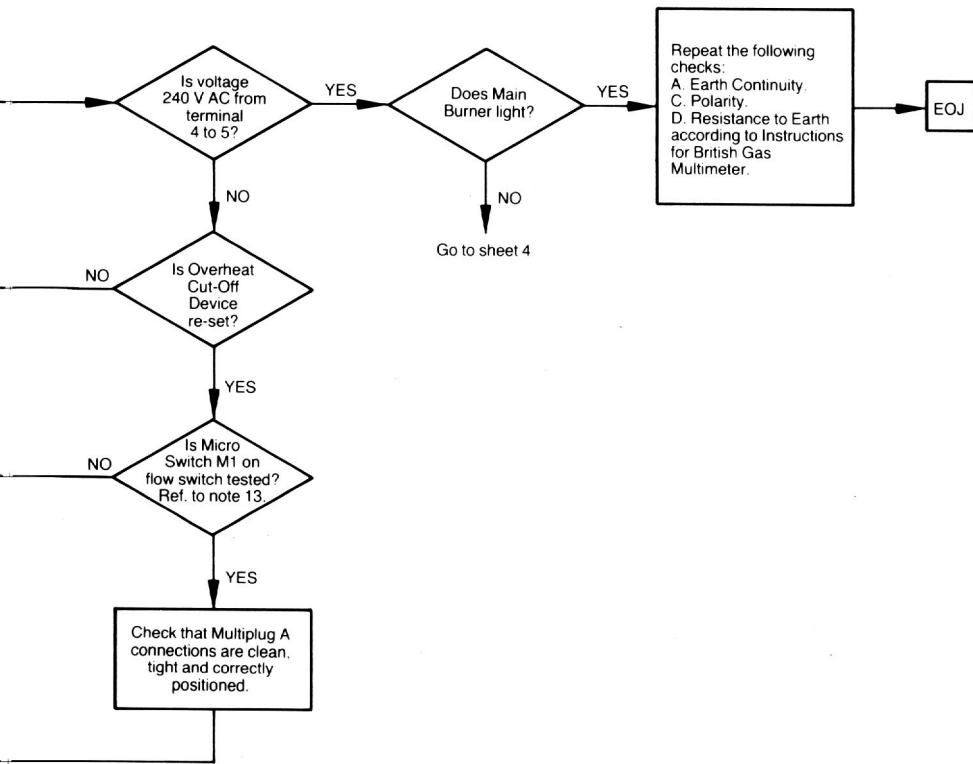 Is voltage
240 V AC from
terminal
4 to 5?
YES
Does Main
Burner light?
YES
Repeat the following
checks:
A. Earth Continuity.
C. Polarity.
D. Resistance to Earth
according to Instructions
for British Gas
Multimeter.
EOJ
NO
NO
Go to sheet 4
NO
Is Overheat
Cut-Off
Device
re-set?
YES
NO
Is Micro
Switch M1 on
flow switch tested?
Ref. to note 13.
YES
Check that Multiplug A
connections are clean,
tight and correctly
positioned.